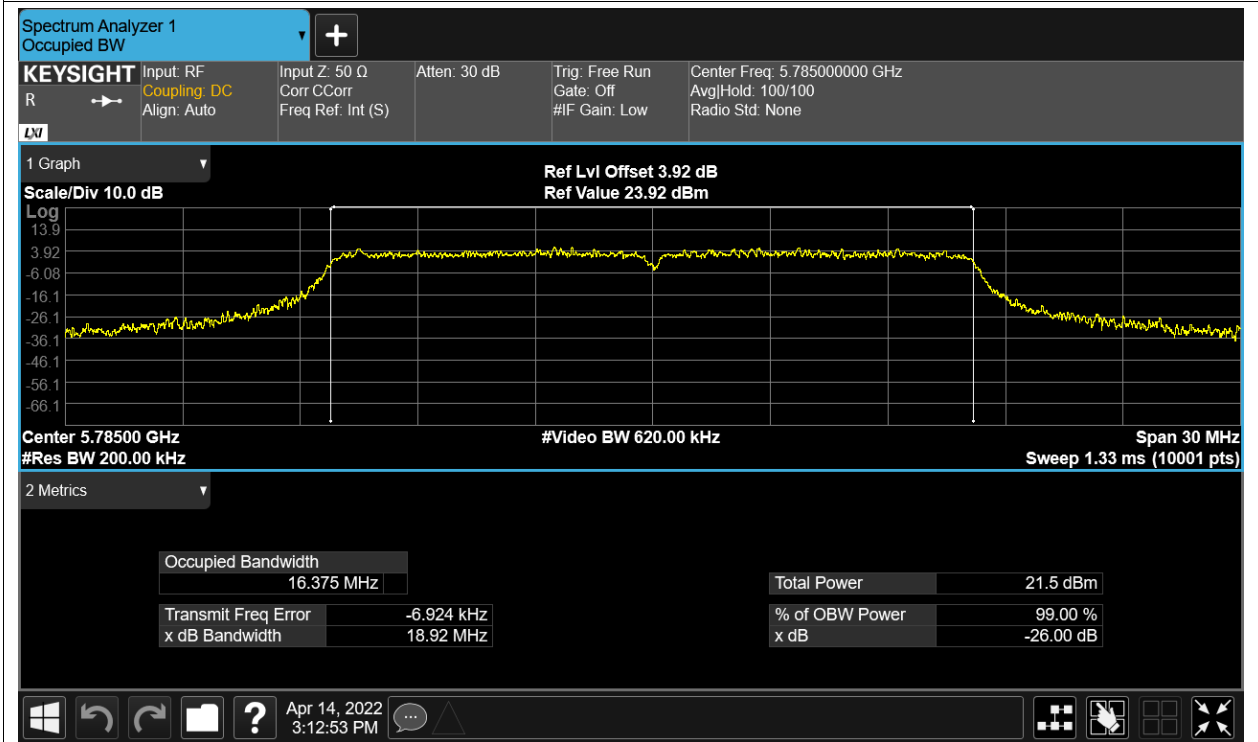 Spectrum Analyzer 1
Occupied BW
KEYSIGHT
R
LXI
Input: RF
Coupling: DC
Align: Auto
Input Z: 50 Ω
Corr CCorr
Freq Ref: Int (S)
Atten: 30 dB
Trig: Free Run
Gate: Off
#IF Gain: Low
Center Freq: 5.785000000 GHz
Avg|Hold: 100/100
Radio Std: None
1 Graph
Scale/Div 10.0 dB
Ref Lvl Offset 3.92 dB
Ref Value 23.92 dBm
Log
13.9
3.92
-6.08
-16.1
-26.1
-36.1
-46.1
-56.1
-66.1
Center 5.78500 GHz
#Res BW 200.00 kHz
#Video BW 620.00 kHz
Span 30 MHz
Sweep 1.33 ms (10001 pts)
2 Metrics
Occupied Bandwidth
16.375 MHz
Transmit Freq Error -6.924 kHz
x dB Bandwidth 18.92 MHz
Total Power 21.5 dBm
% of OBW Power 99.00 %
x dB -26.00 dB
?
Apr 14, 2022
3:12:53 PM